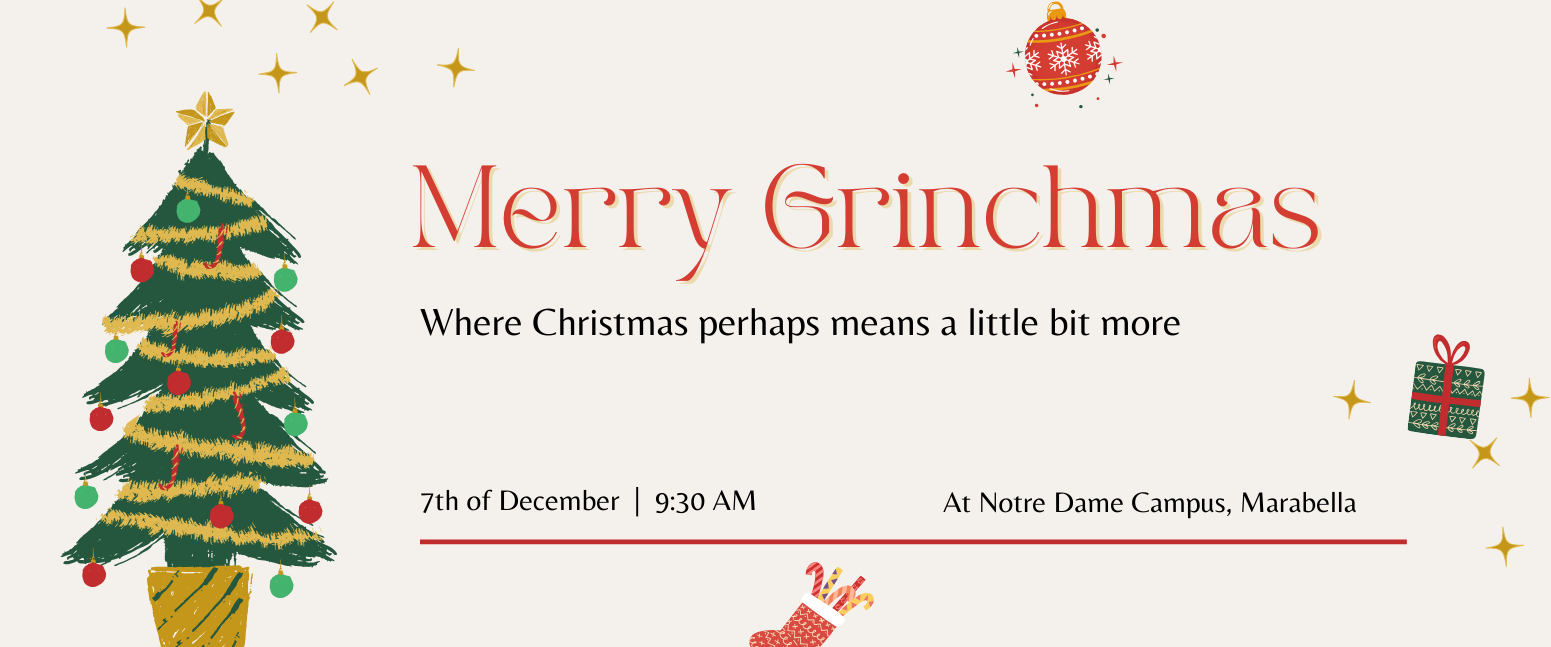 Merry Grinchmas
Where Christmas perhaps means a little bit more
7th of December | 9:30 AM
At Notre Dame Campus, Marabella